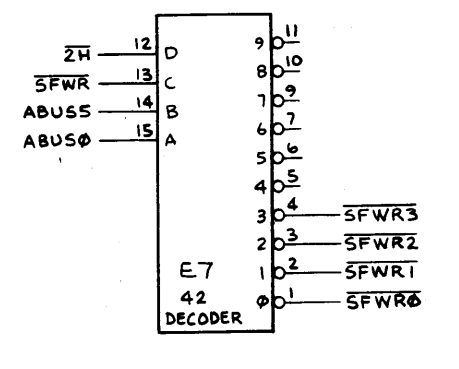 2H 12 D 9 11
SFWR 13 C 8 10
ABUS5 14 B 7 9
ABUSØ 15 A 6 7
5 6
4 5
3 4 SFWR3
2 3 SFWR2
E7 1 2 SFWR1
42 Ø 1 SFWRØ
DECODER